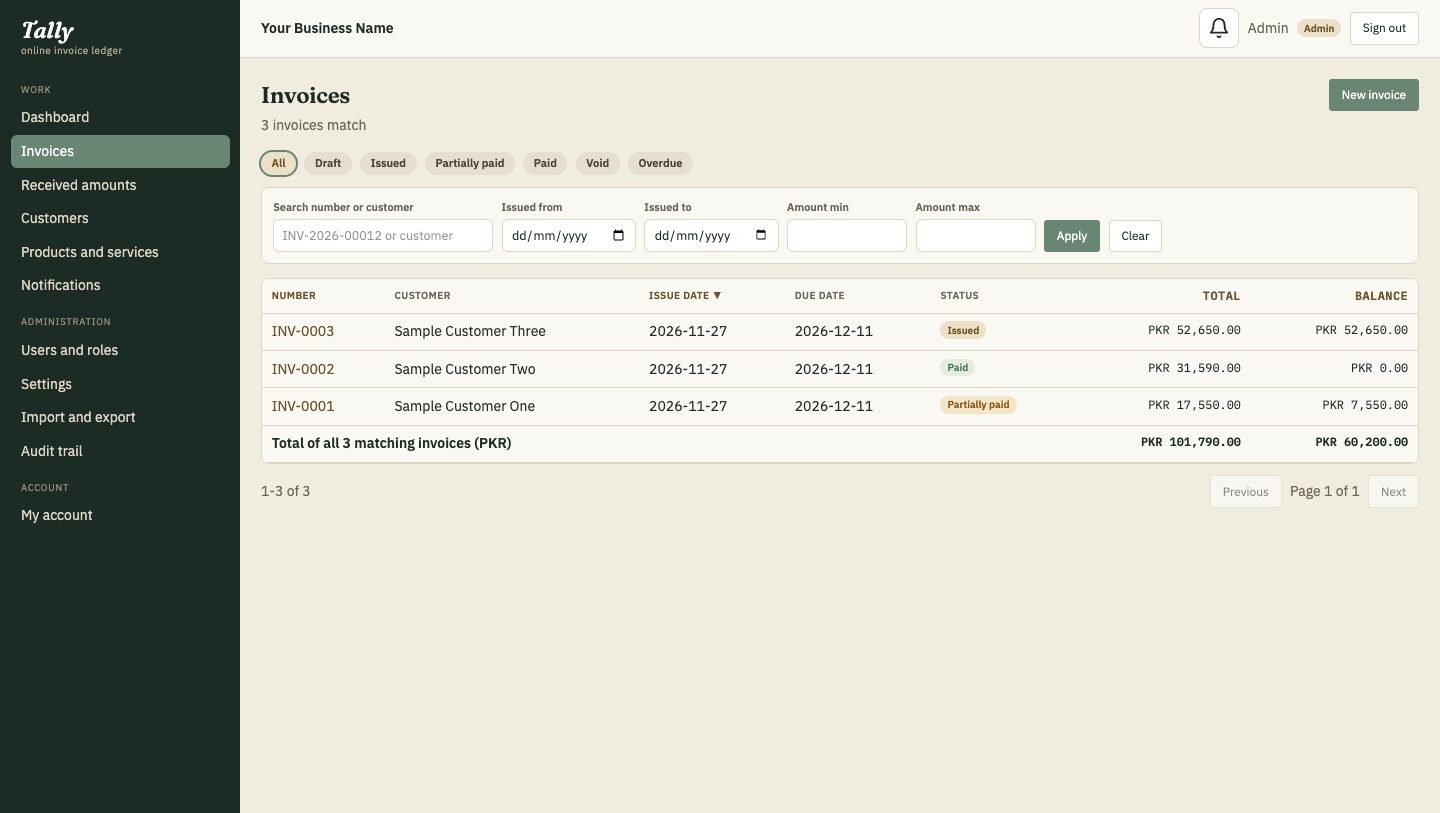 Tally
online invoice ledger
WORK
Dashboard
Invoices
Received amounts
Customers
Products and services
Notifications
ADMINISTRATION
Users and roles
Settings
Import and export
Audit trail
ACCOUNT
My account
Your Business Name
Admin Admin Sign out
Invoices
New invoice
3 invoices match
All Draft Issued Partially paid Paid Void Overdue
Search number or customer Issued from Issued to Amount min Amount max
INV-2026-00012 or customer dd/mm/yyyy dd/mm/yyyy Apply Clear
NUMBER CUSTOMER ISSUE DATE ▼ DUE DATE STATUS TOTAL BALANCE
INV-0003 Sample Customer Three 2026-11-27 2026-12-11 Issued PKR 52,650.00 PKR 52,650.00
INV-0002 Sample Customer Two 2026-11-27 2026-12-11 Paid PKR 31,590.00 PKR 0.00
INV-0001 Sample Customer One 2026-11-27 2026-12-11 Partially paid PKR 17,550.00 PKR 7,550.00
Total of all 3 matching invoices (PKR) PKR 101,790.00 PKR 60,200.00
1-3 of 3 Previous Page 1 of 1 Next